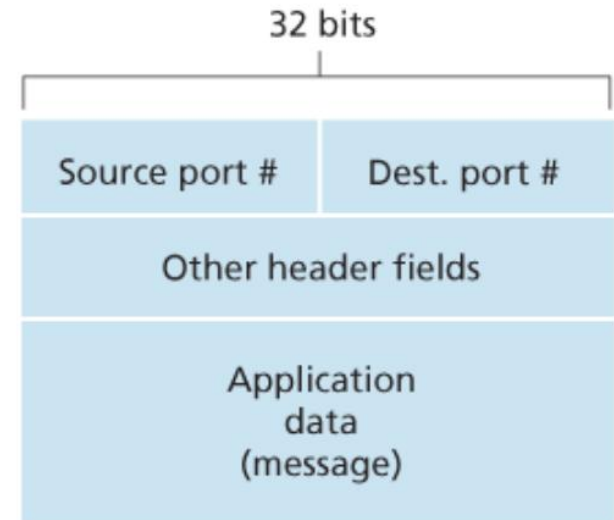 32 bits
Source port #
Dest. port #
Other header fields
Application
data
(message)